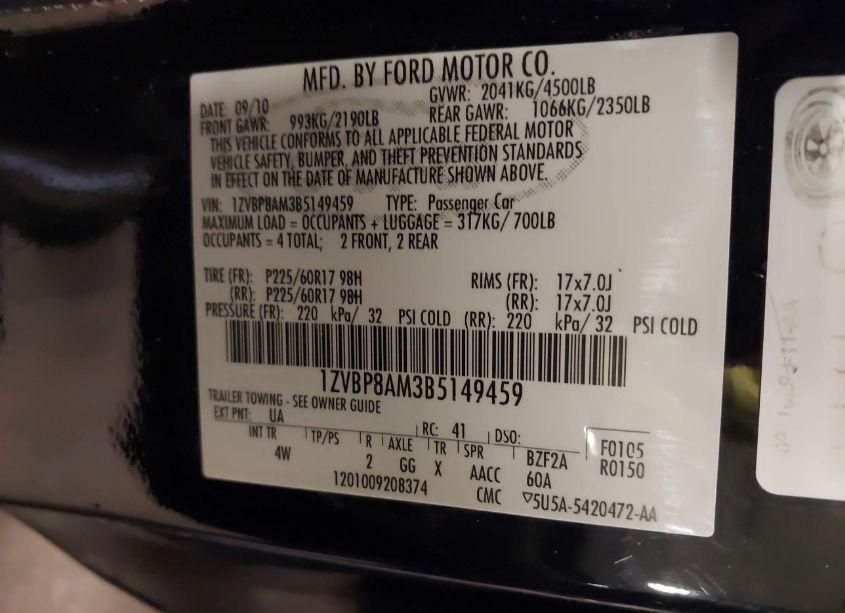 MFD. BY FORD MOTOR CO.
DATE: 09/10 GVWR: 2041KG/4500LB
FRONT GAWR: 993KG/2190LB REAR GAWR: 1066KG/2350LB
THIS VEHICLE CONFORMS TO ALL APPLICABLE FEDERAL MOTOR
VEHICLE SAFETY, BUMPER, AND THEFT PREVENTION STANDARDS
IN EFFECT ON THE DATE OF MANUFACTURE SHOWN ABOVE.
VIN: 1ZVBP8AM3B5149459 TYPE: Passenger Car
MAXIMUM LOAD = OCCUPANTS + LUGGAGE = 317KG/ 700LB
OCCUPANTS = 4 TOTAL; 2 FRONT, 2 REAR
TIRE (FR): P225/60R17 98H RIMS (FR): 17x7.0J
(RR): P225/60R17 98H (RR): 17x7.0J
PRESSURE (FR): 220 kPa/ 32 PSI COLD (RR): 220 kPa/ 32 PSI COLD
1ZVBP8AM3B5149459
TRAILER TOWING - SEE OWNER GUIDE
EXT PNT: UA RC: 41 DSO:
INT TR TP/PS R AXLE TR SPR BZF2A F0105
4W 2 GG X AACC 60A R0150
1201009208374 CMC ▽5U5A-5420472-AA